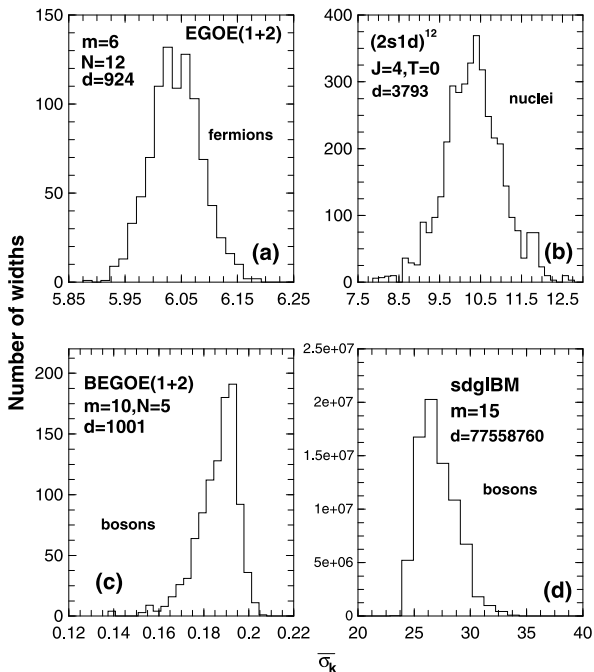 Number of widths
EGOE(1+2)
m=6
N=12
d=924
fermions
(a)
150
100
50
0
5.85 5.95 6.05 6.15 6.25
(2s1d)¹²
J=4,T=0
d=3793
nuclei
(b)
400
300
200
100
0
7.5 8.5 9.5 10.5 11.5 12.5
BEGOE(1+2)
m=10,N=5
d=1001
bosons
(c)
200
150
100
50
0
0.12 0.14 0.16 0.18 0.20 0.22
sdgIBM
m=15
d=77558760
bosons
(d)
2.5e+07
2e+07
1.5e+07
1e+07
5e+06
0
20 25 30 35 40
σ̅ₖ